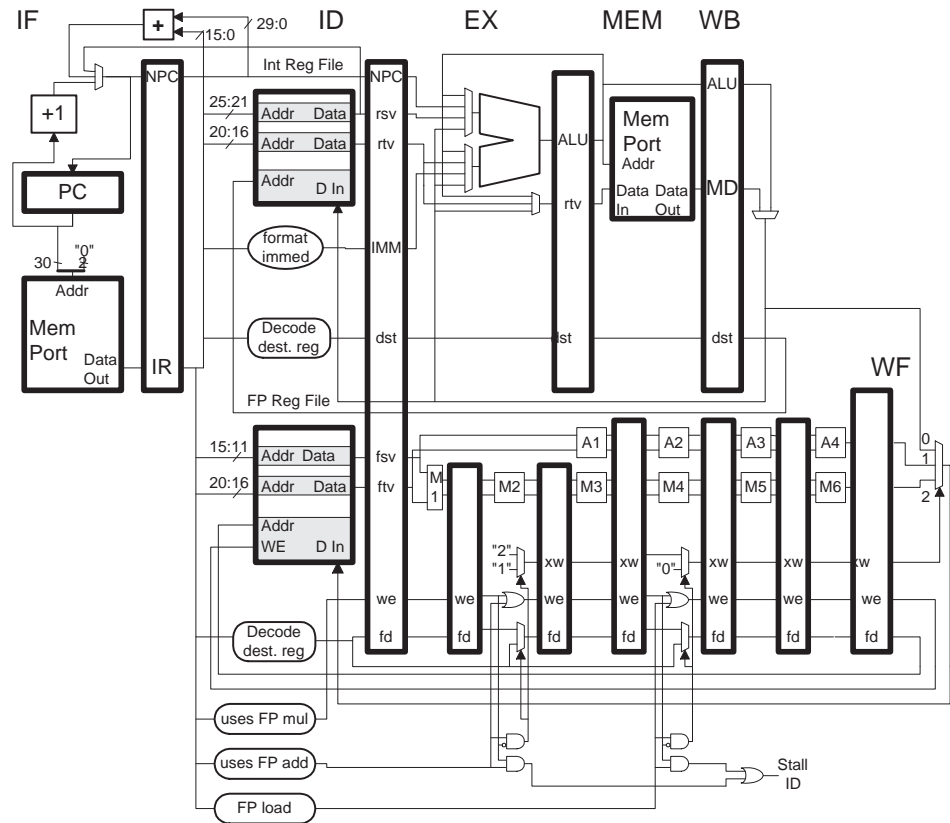 IF
ID
EX
MEM
WB
+
29:0
15:0
Int Reg File
NPC
NPC
ALU
+1
25:21
Addr
Data
rsv
20:16
Addr
Data
rtv
ALU
Mem
Port
Addr
PC
Addr
D In
rtv
Data
In
Data
Out
MD
format
immed
IMM
"0"
30
2
Addr
Mem
Port
Data
Out
IR
Decode
dest. reg
dst
dst
dst
WF
FP Reg File
15:11
Addr
Data
fsv
A1
A2
A3
A4
0
1
20:16
Addr
Data
ftv
M
1
M2
M3
M4
M5
M6
2
Addr
WE
D In
"2"
"1"
xw
xw
"0"
xw
xw
xw
we
we
we
we
we
we
we
Decode
dest. reg
fd
fd
fd
fd
fd
fd
fd
uses FP mul
uses FP add
Stall
ID
FP load